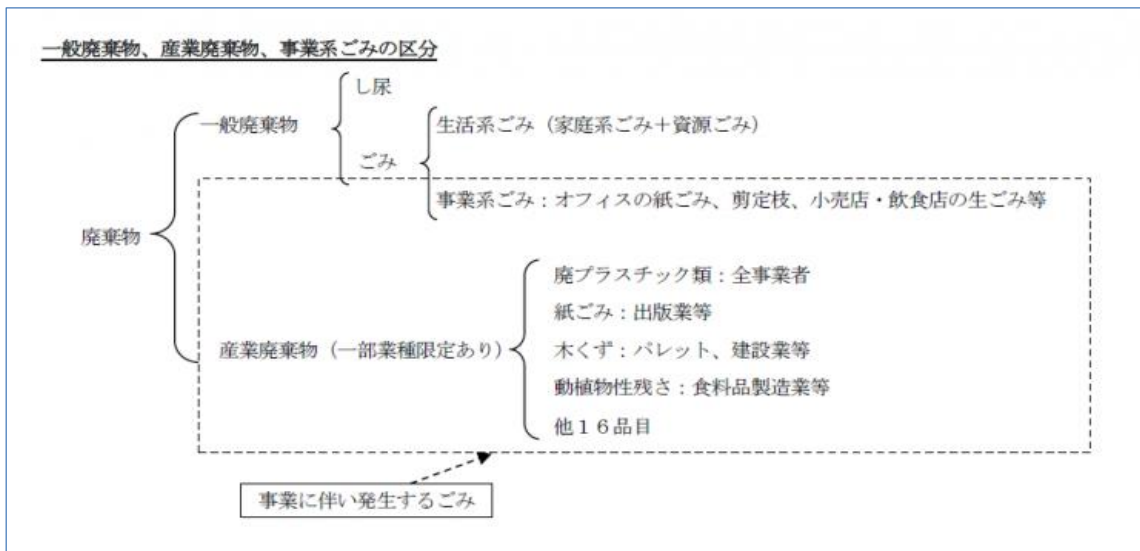 一般廃棄物、産業廃棄物、事業系ごみの区分
し尿
一般廃棄物
生活系ごみ（家庭系ごみ＋資源ごみ）
ごみ
事業系ごみ：オフィスの紙ごみ、剪定枝、小売店・飲食店の生ごみ等
廃棄物
廃プラスチック類：全事業者
紙ごみ：出版業等
産業廃棄物（一部業種限定あり）
木くず：パレット、建設業等
動植物性残さ：食料品製造業等
他１６品目
事業に伴い発生するごみ